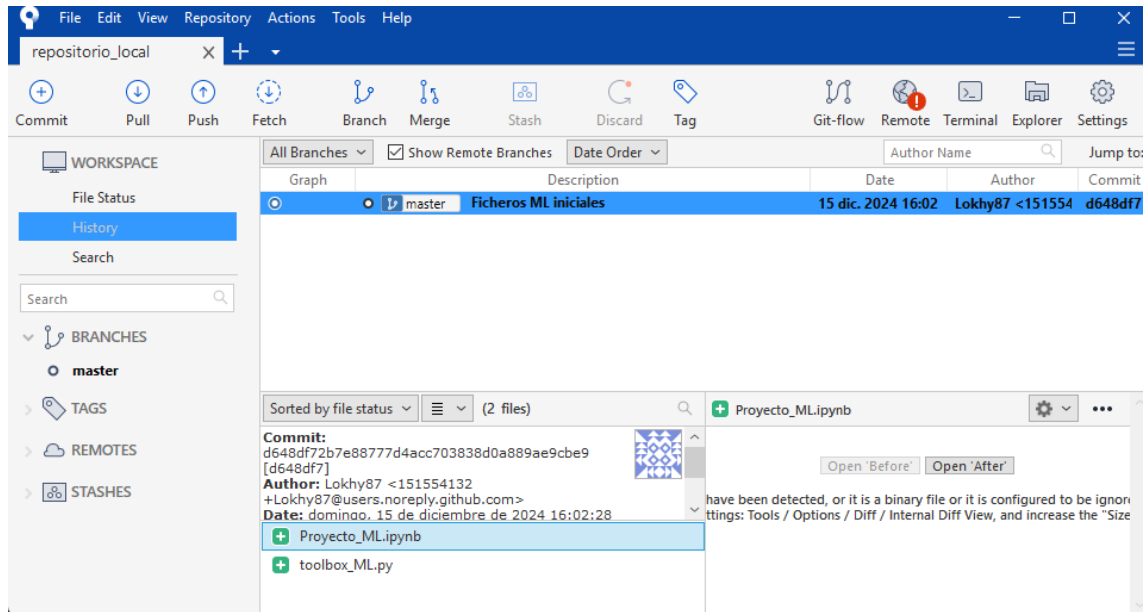 File Edit View Repository Actions Tools Help
repositorio_local
Commit Pull Push Fetch Branch Merge Stash Discard Tag Git-flow Remote Terminal Explorer Settings
WORKSPACE
File Status
History
Search
Search
BRANCHES
master
TAGS
REMOTES
STASHES
All Branches Show Remote Branches Date Order Author Name Jump to:
Graph Description Date Author Commit
master Ficheros ML iniciales 15 dic. 2024 16:02 Lokhy87 <151554 d648df7
Sorted by file status (2 files)
Commit:
d648df72b7e88777d4acc703838d0a889ae9cbe9
[d648df7]
Author: Lokhy87 <151554132
+Lokhy87@users.noreply.github.com>
Date: domingo, 15 de diciembre de 2024 16:02:28
Proyecto_ML.ipynb
toolbox_ML.py
Proyecto_ML.ipynb
Open 'Before' Open 'After'
have been detected, or it is a binary file or it is configured to be ignore
ttings: Tools / Options / Diff / Internal Diff View, and increase the "Size